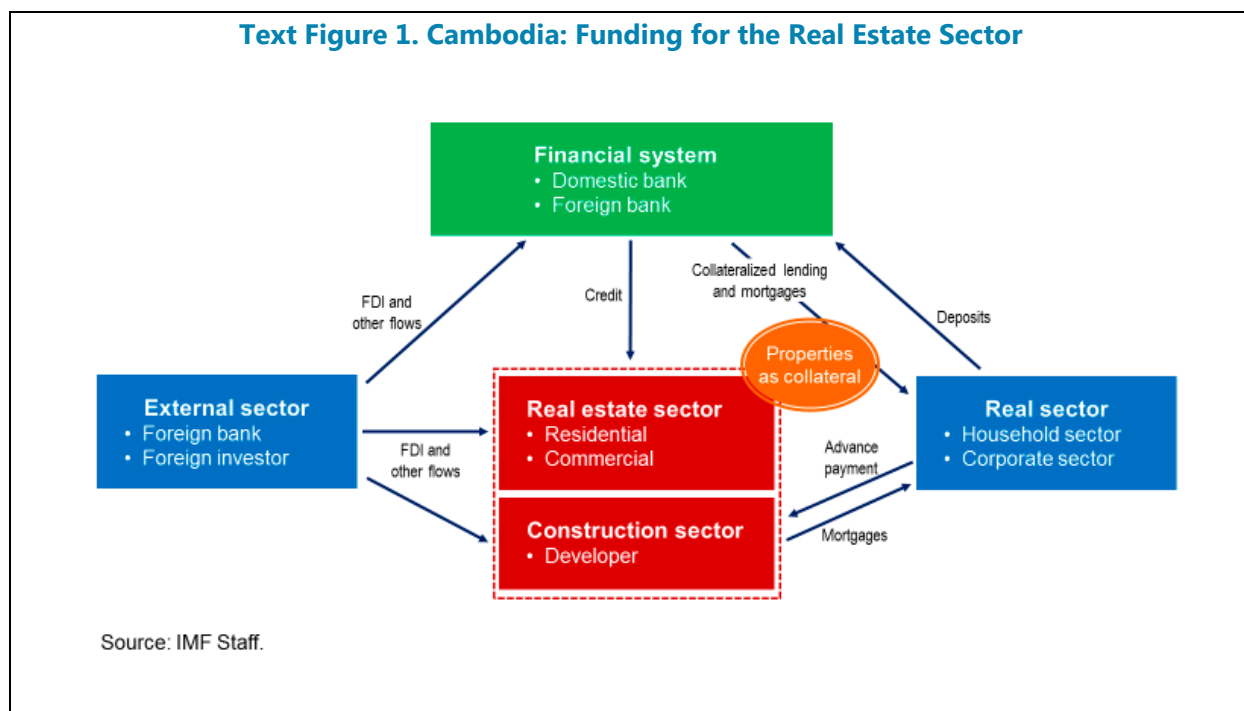 Text Figure 1. Cambodia: Funding for the Real Estate Sector
Financial system
• Domestic bank
• Foreign bank
FDI and
other flows
Credit
Collateralized lending
and mortgages
Deposits
Properties
as collateral
External sector
• Foreign bank
• Foreign investor
FDI and
other flows
Real estate sector
• Residential
• Commercial
Construction sector
• Developer
Advance
payment
Mortgages
Real sector
• Household sector
• Corporate sector
Source: IMF Staff.